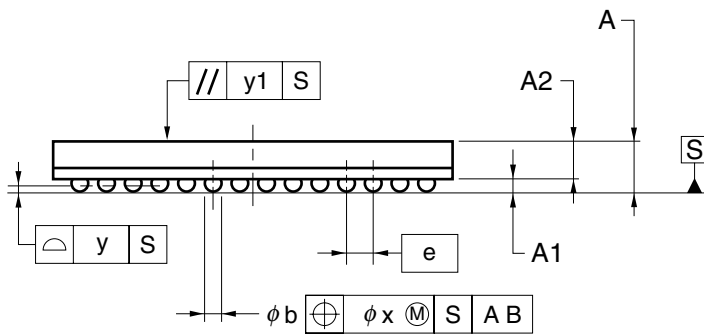 A
// y1 S
A2
S
⌓ y S
e
A1
φb ⌖ φx Ⓜ S A B